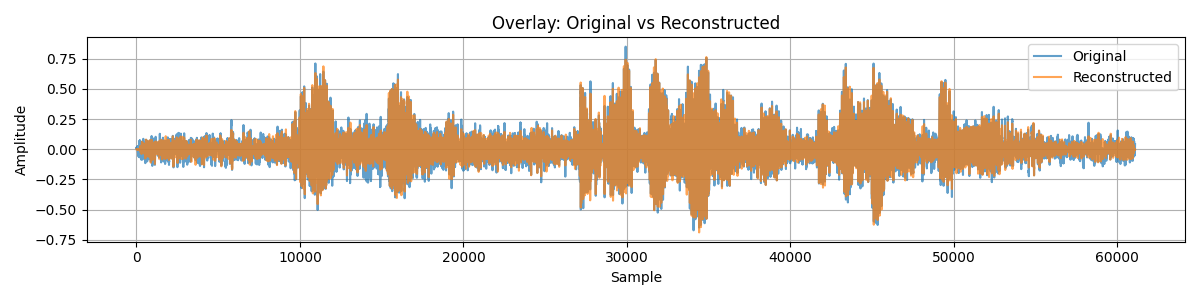 Overlay: Original vs Reconstructed
Original
Reconstructed
Amplitude
0.75
0.50
0.25
0.00
−0.25
−0.50
−0.75
0 10000 20000 30000 40000 50000 60000
Sample